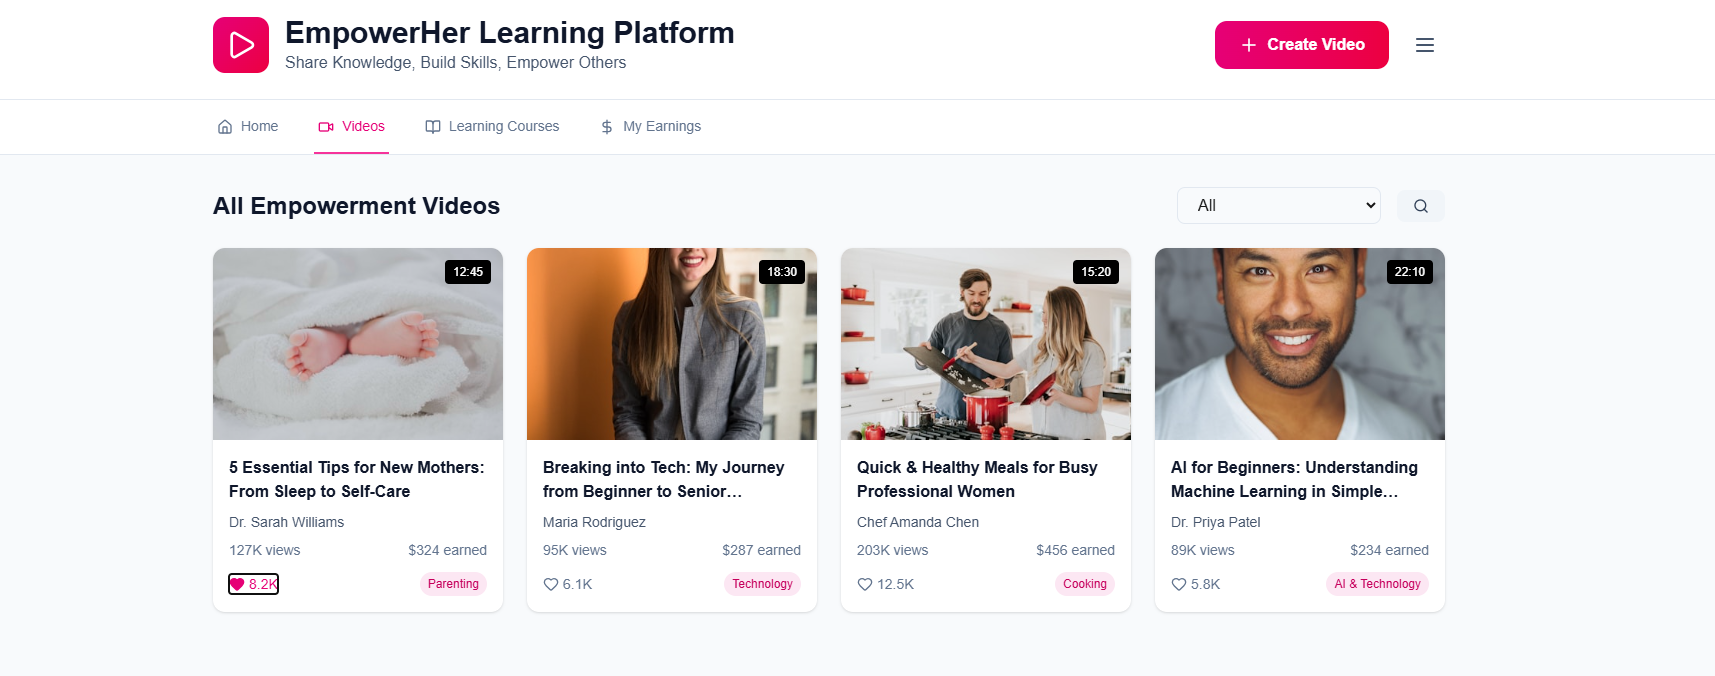 EmpowerHer Learning Platform
Share Knowledge, Build Skills, Empower Others
Create Video
Home
Videos
Learning Courses
My Earnings
All Empowerment Videos
All
12:45
5 Essential Tips for New Mothers:
From Sleep to Self-Care
Dr. Sarah Williams
127K views
$324 earned
8.2K
Parenting
18:30
Breaking into Tech: My Journey
from Beginner to Senior...
Maria Rodriguez
95K views
$287 earned
6.1K
Technology
15:20
Quick & Healthy Meals for Busy
Professional Women
Chef Amanda Chen
203K views
$456 earned
12.5K
Cooking
22:10
AI for Beginners: Understanding
Machine Learning in Simple...
Dr. Priya Patel
89K views
$234 earned
5.8K
AI & Technology